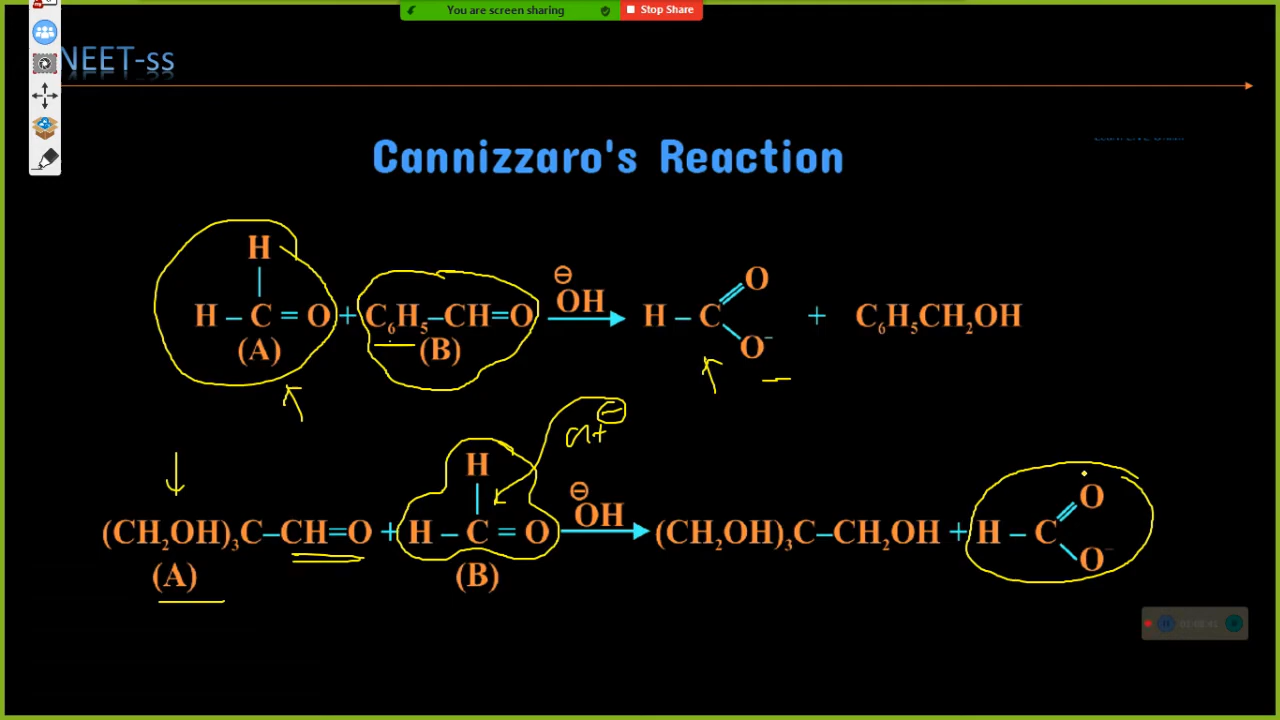 You are screen sharing Stop Share
NEET-ss
Cannizzaro's Reaction
H
H – C = O + C₆H₅–CH=O ⊖OH → H – C O O⁻ + C₆H₅CH₂OH
(A) (B)
H
(CH₂OH)₃C–CH=O + H – C = O ⊖OH → (CH₂OH)₃C–CH₂OH + H – C O O⁻
(A) (B)